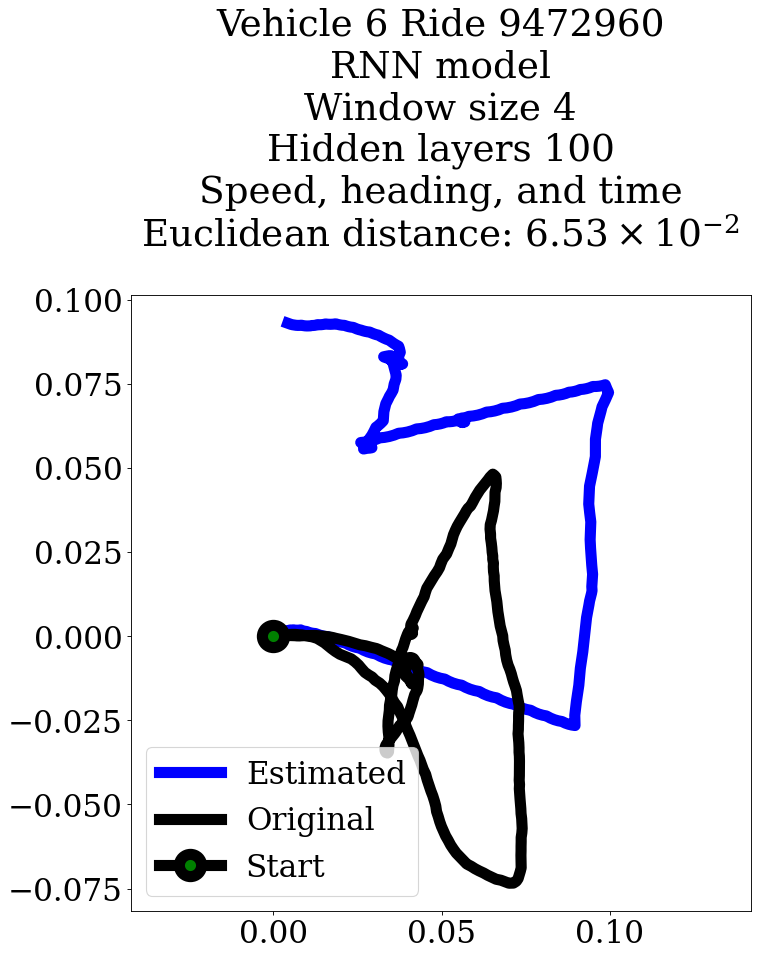 Vehicle 6 Ride 9472960
RNN model
Window size 4
Hidden layers 100
Speed, heading, and time
Euclidean distance: 6.53 × 10⁻²
0.100
0.075
0.050
0.025
0.000
−0.025
−0.050
−0.075
Estimated
Original
Start
0.00 0.05 0.10